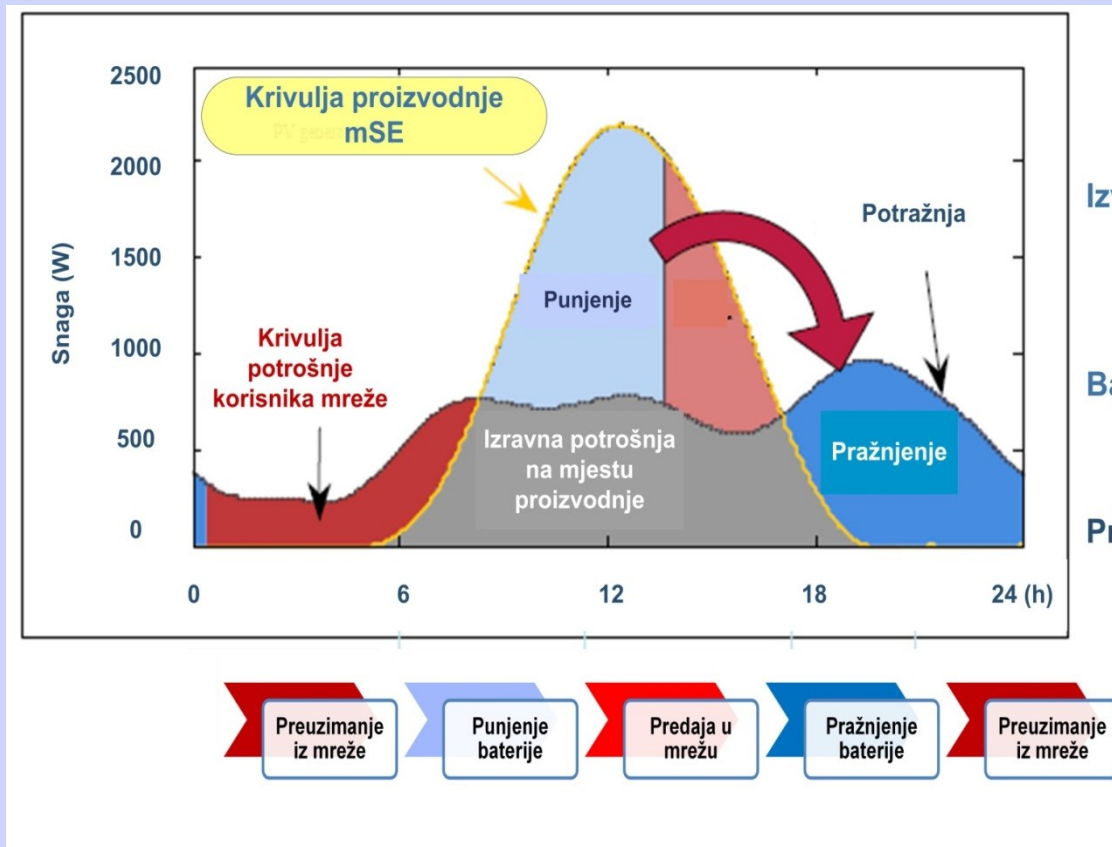 2500
2000
1500
1000
500
0
Snaga (W)
Krivulja proizvodnje
mSE
Potražnja
Punjenje
Krivulja
potrošnje
korisnika mreže
Izravna potrošnja
na mjestu
proizvodnje
Pražnjenje
0 6 12 18 24 (h)
Preuzimanje
iz mreže
Punjenje
baterije
Predaja u
mrežu
Pražnjenje
baterije
Preuzimanje
iz mreže